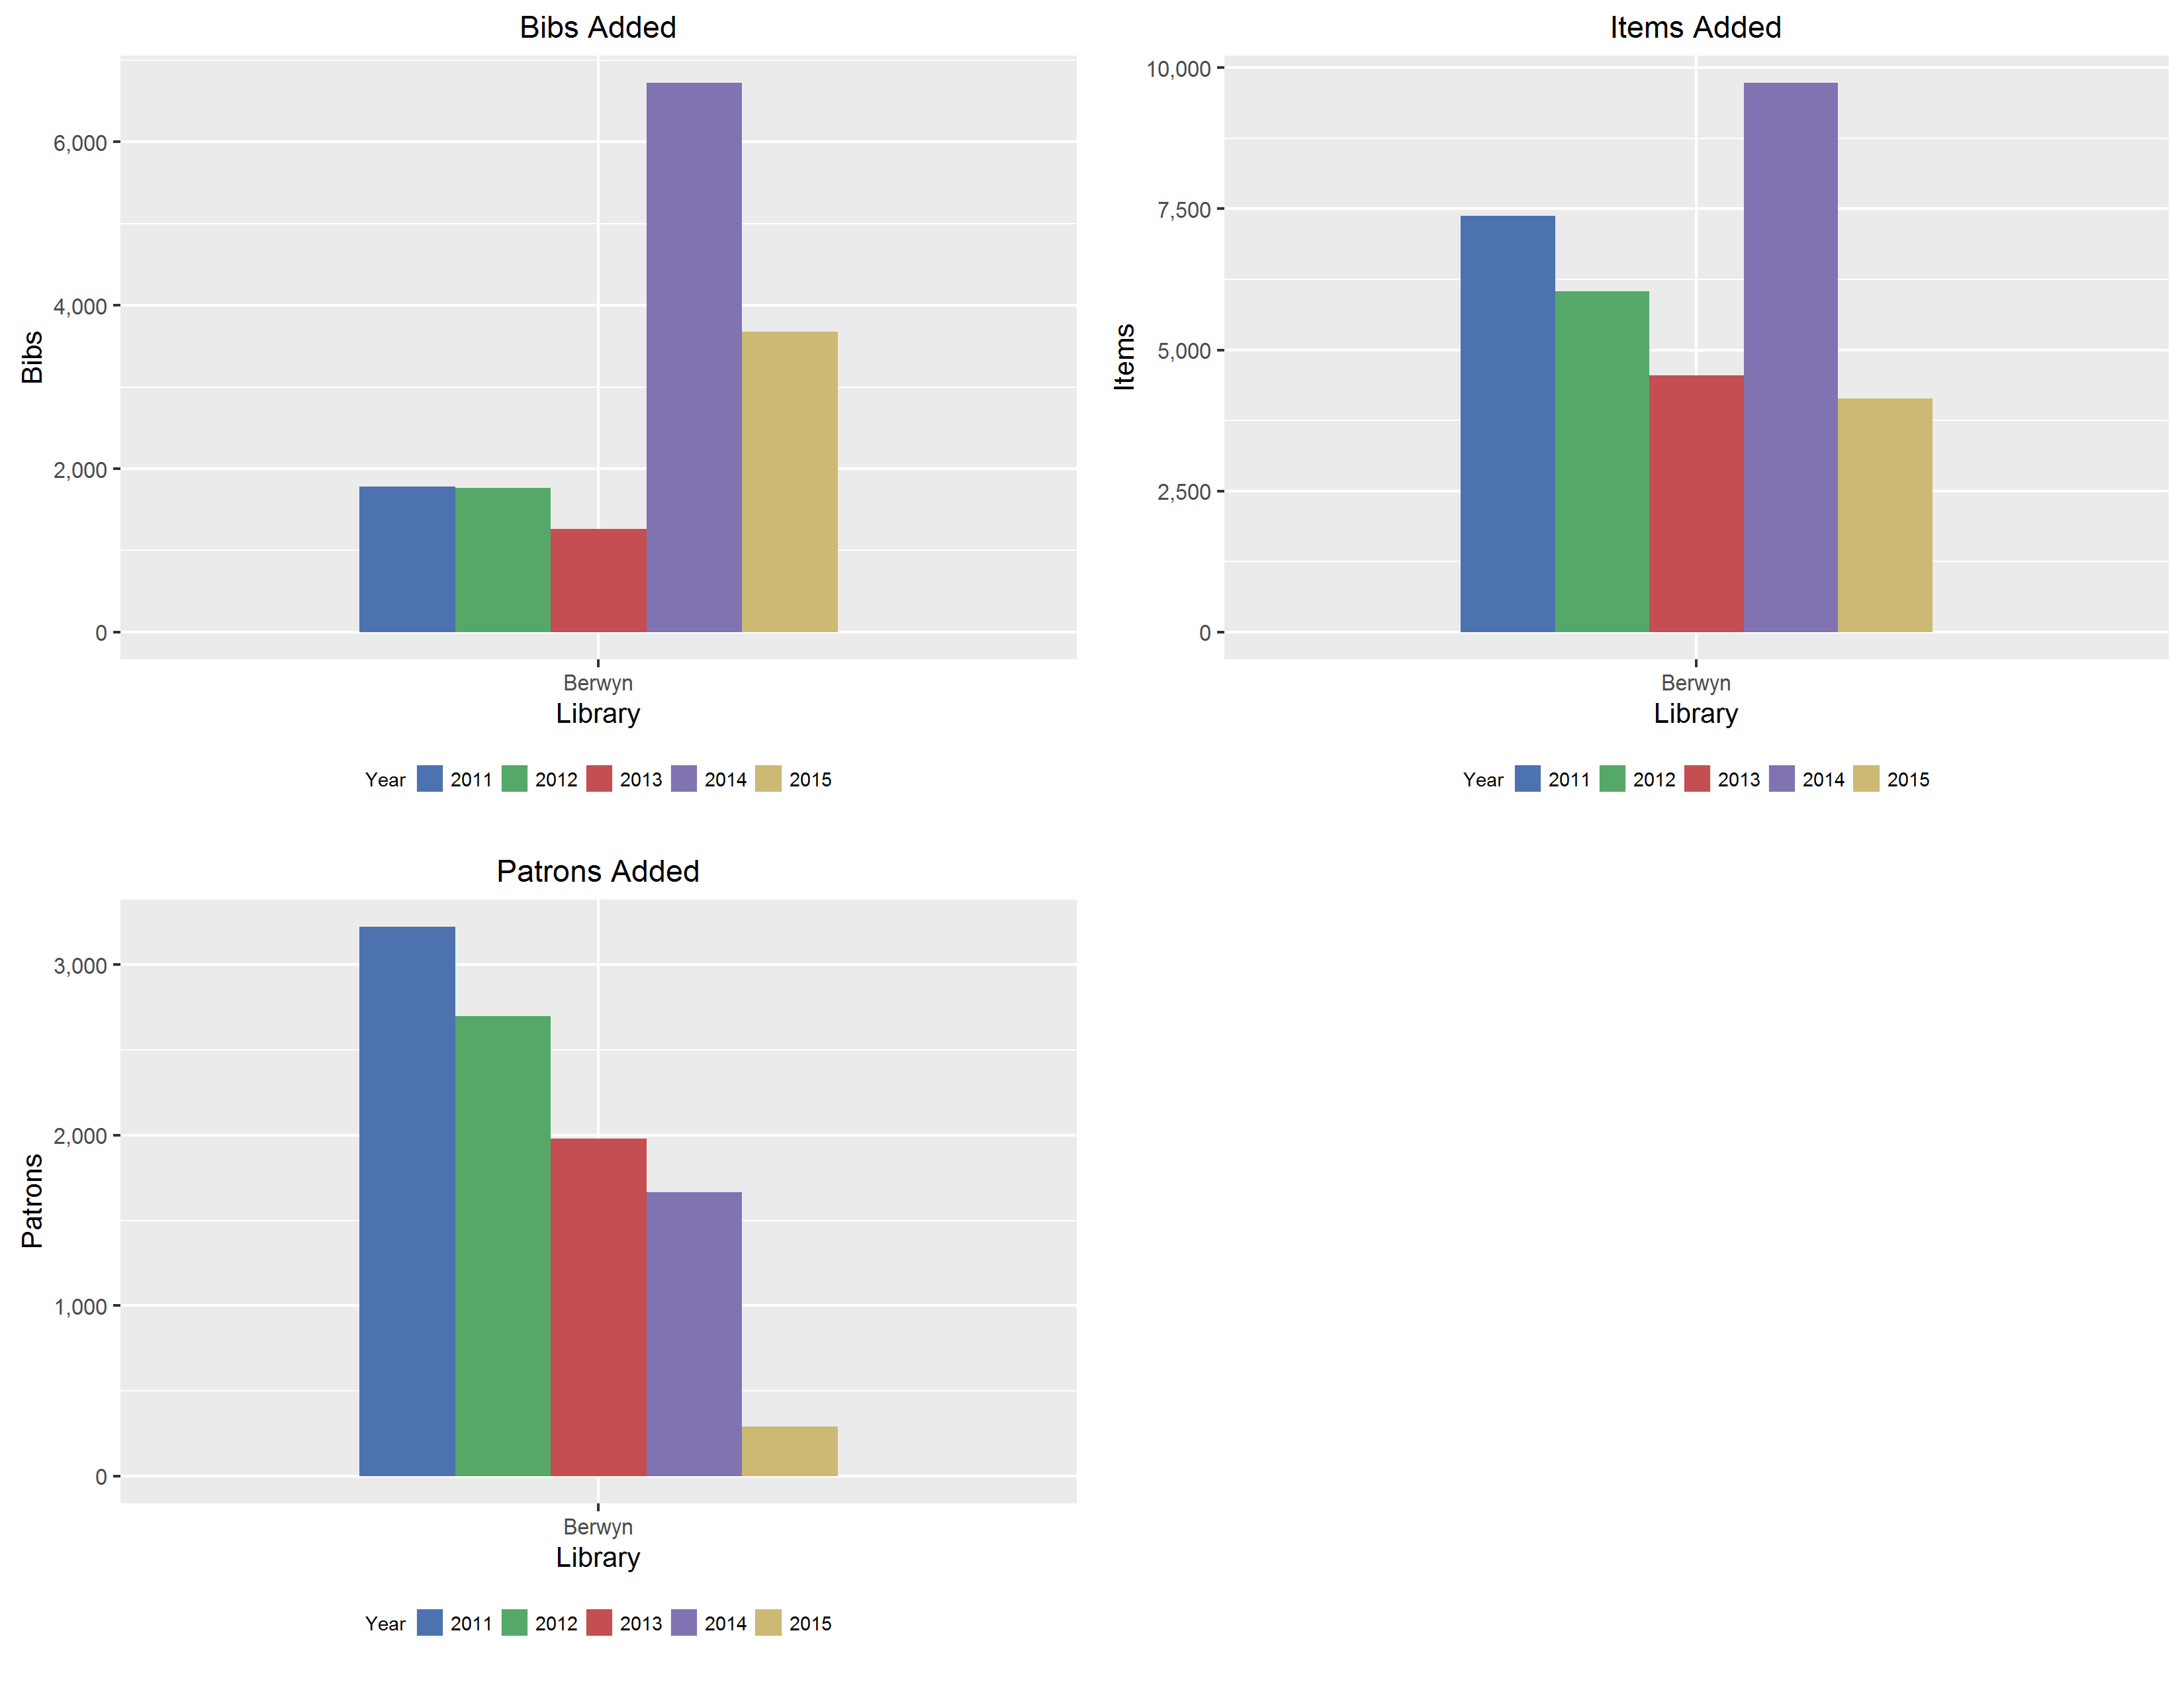 Bibs Added
6,000
4,000
2,000
0
Bibs
Berwyn
Library
Year 2011 2012 2013 2014 2015
Items Added
10,000
7,500
5,000
2,500
0
Items
Berwyn
Library
Year 2011 2012 2013 2014 2015
Patrons Added
3,000
2,000
1,000
0
Patrons
Berwyn
Library
Year 2011 2012 2013 2014 2015